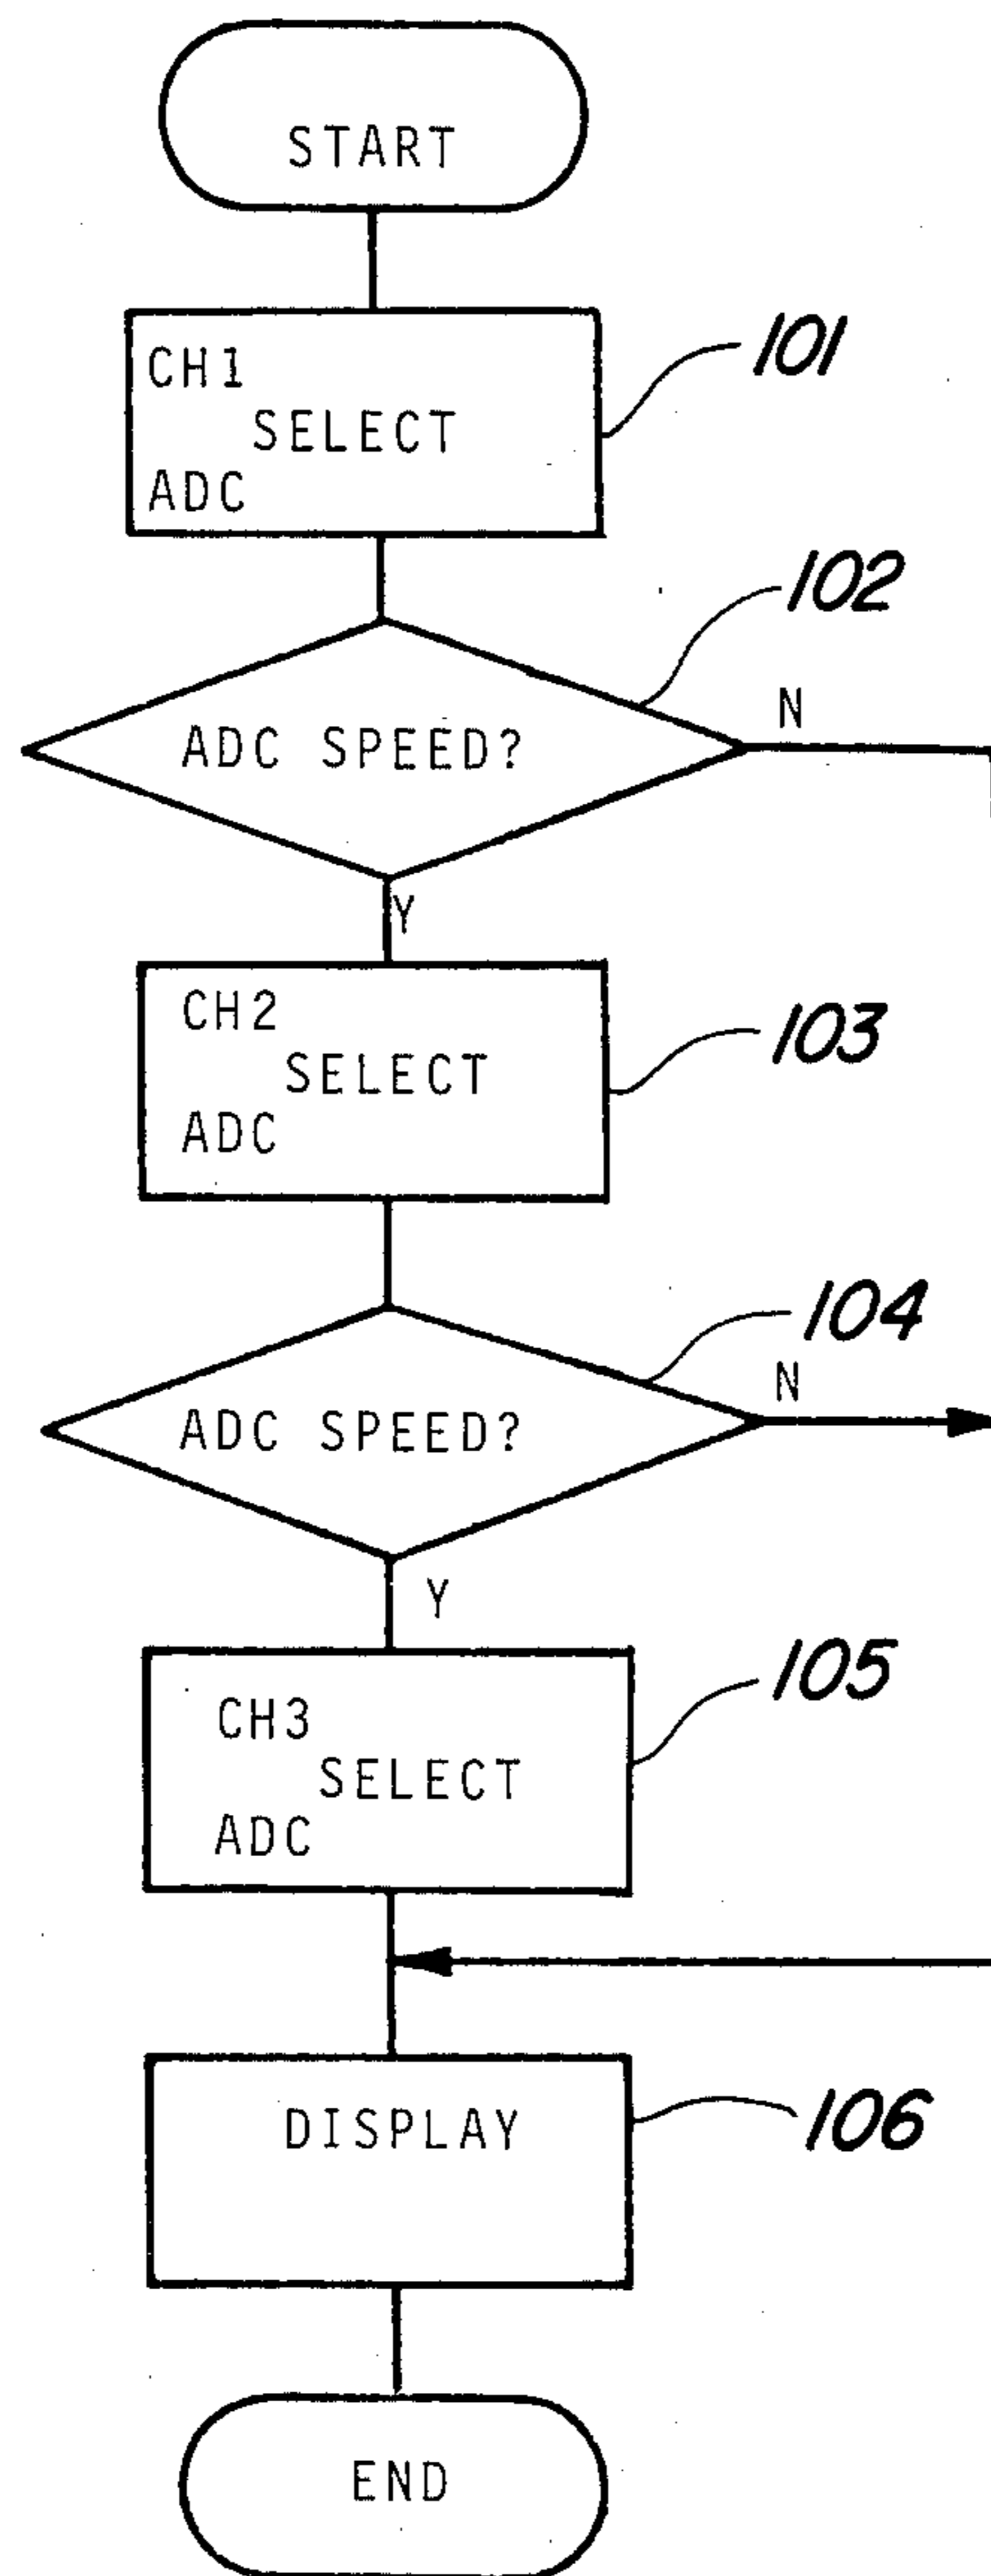 START
CH1
SELECT
ADC
101
102
ADC SPEED?
N
Y
CH2
SELECT
ADC
103
104
ADC SPEED?
N
Y
CH3
SELECT
ADC
105
DISPLAY
106
END